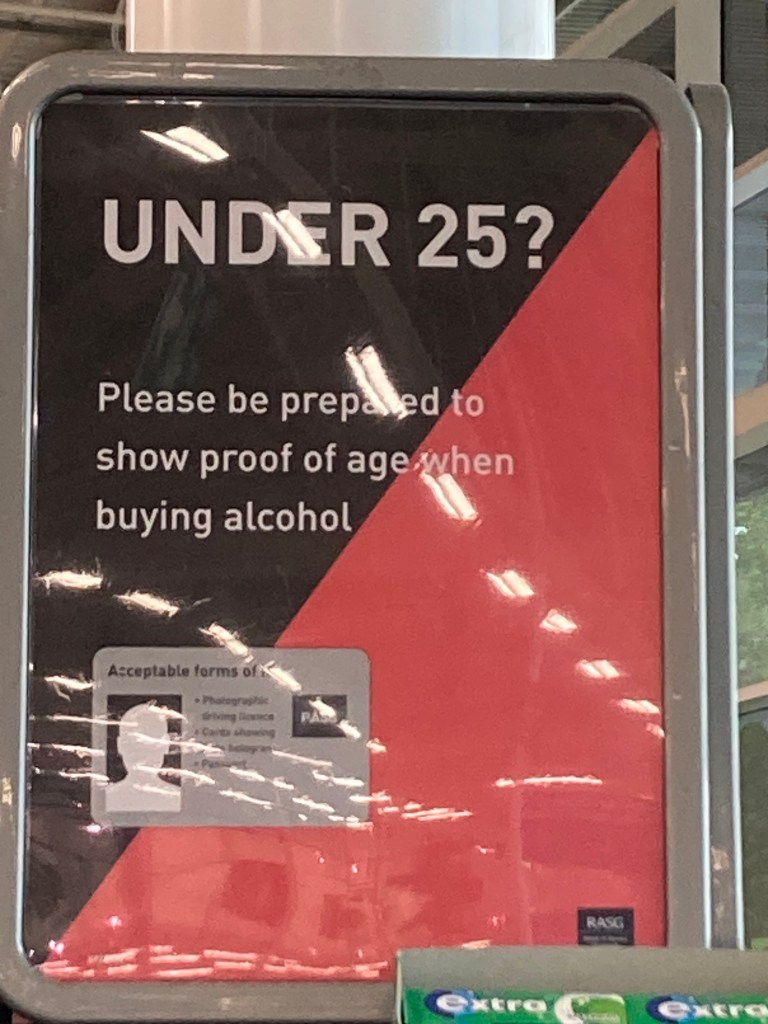 UNDER 25?
Please be prepared to
show proof of age when
buying alcohol
Acceptable forms of
• Photographic
driving licence
• Cards showing
hologram
• Passport
PASS
RASG
extra
extra